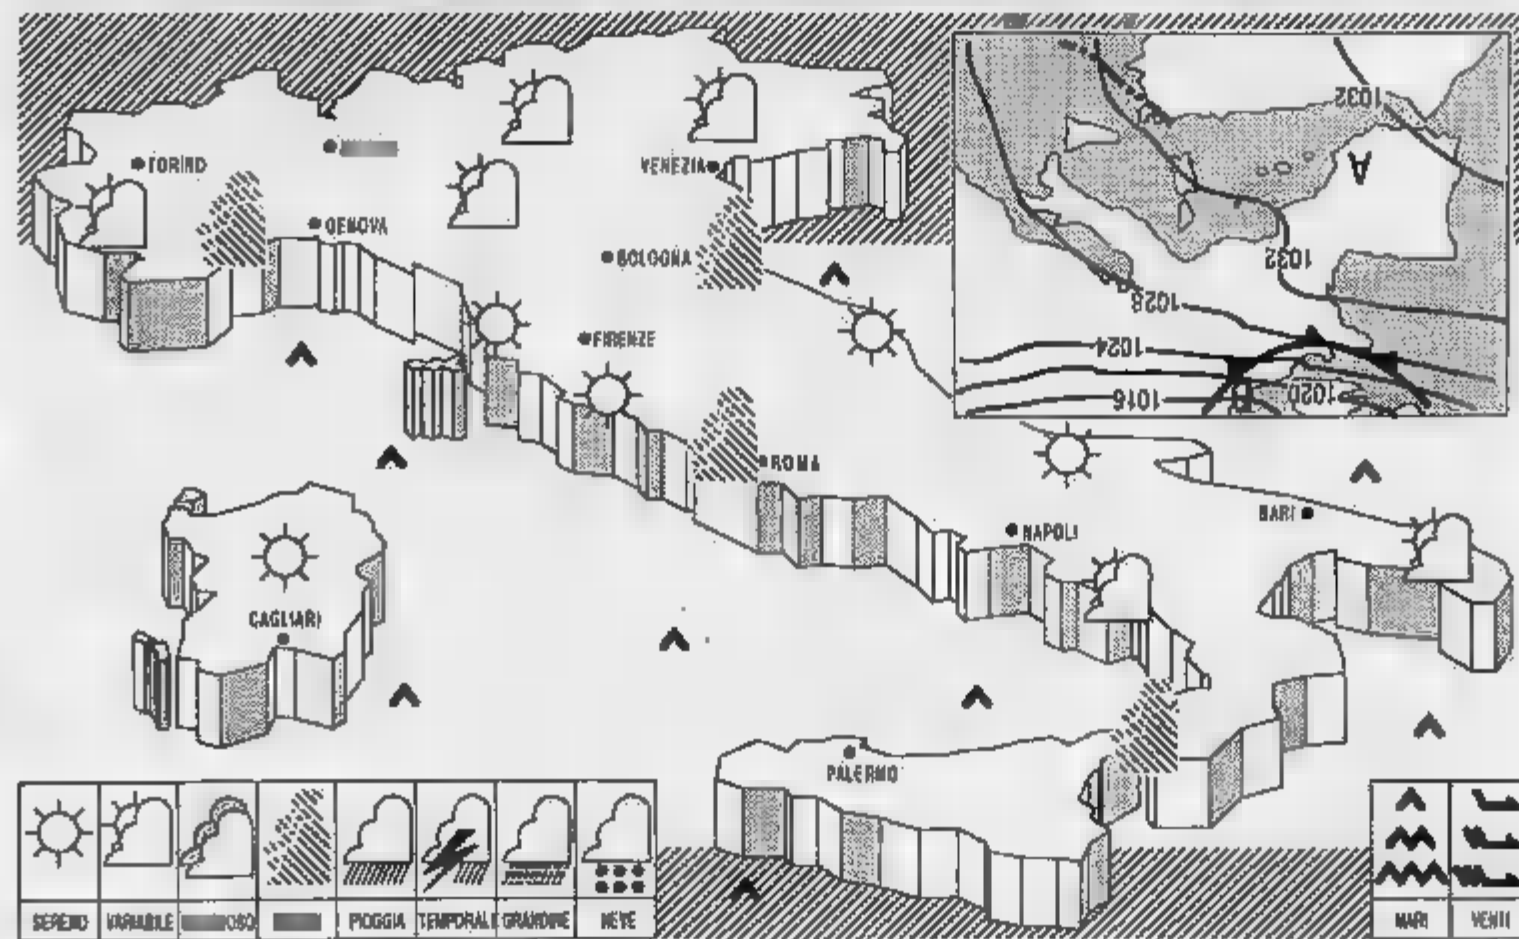 1032
TORINO
VENEZIA
A
GENOVA
BOLOGNA
1032
1028
FIRENZE
1024
1016
1020
ROMA
BARI
NAPOLI
CAGLIARI
PALERMO
SERENO VARIABILE PIOGGIA TEMPORALE GRANDINE NEVE
MARI VENTI